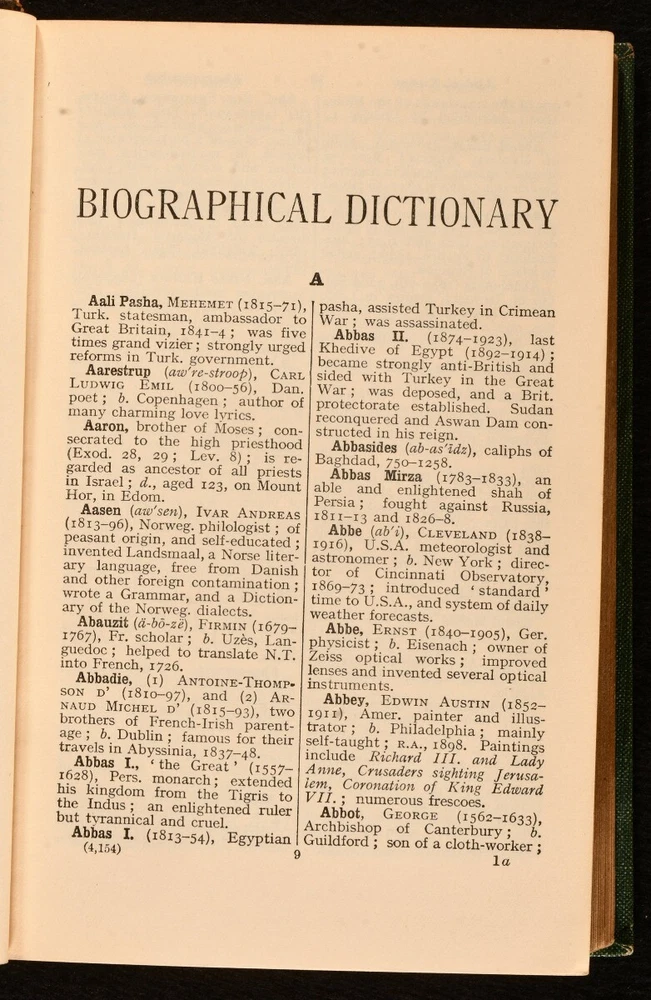 BIOGRAPHICAL DICTIONARY
A
Aali Pasha, MEHEMET (1815–71),
Turk. statesman, ambassador to
Great Britain, 1841–4 ; was five
times grand vizier ; strongly urged
reforms in Turk. government.
Aarestrup (aw're-stroop), CARL
LUDWIG EMIL (1800–56), Dan.
poet ; b. Copenhagen ; author of
many charming love lyrics.
Aaron, brother of Moses ; con-
secrated to the high priesthood
(Exod. 28, 29 ; Lev. 8) ; is re-
garded as ancestor of all priests
in Israel ; d., aged 123, on Mount
Hor, in Edom.
Aasen (aw'sen), IVAR ANDREAS
(1813–96), Norweg. philologist ; of
peasant origin, and self-educated ;
invented Landsmaal, a Norse liter-
ary language, free from Danish
and other foreign contamination ;
wrote a Grammar, and a Diction-
ary of the Norweg. dialects.
Abauzit (ä-bō-zē), FIRMIN (1679–
1767), Fr. scholar ; b. Uzès, Lan-
guedoc ; helped to translate N.T.
into French, 1726.
Abbadie, (1) ANTOINE-THOMP-
SON D' (1810–97), and (2) AR-
NAUD MICHEL D' (1815–93), two
brothers of French-Irish parent-
age ; b. Dublin ; famous for their
travels in Abyssinia, 1837–48.
Abbas I., ' the Great ' (1557–
1628), Pers. monarch ; extended
his kingdom from the Tigris to
the Indus ; an enlightened ruler
but tyrannical and cruel.
Abbas I. (1813–54), Egyptian
(4,154)
pasha, assisted Turkey in Crimean
War ; was assassinated.
Abbas II. (1874–1923), last
Khedive of Egypt (1892–1914) ;
became strongly anti-British and
sided with Turkey in the Great
War ; was deposed, and a Brit.
protectorate established. Sudan
reconquered and Aswan Dam con-
structed in his reign.
Abbasides (ab-as'idz), caliphs of
Baghdad, 750–1258.
Abbas Mirza (1783–1833), an
able and enlightened shah of
Persia ; fought against Russia,
1811–13 and 1826–8.
Abbe (ab'i), CLEVELAND (1838–
1916), U.S.A. meteorologist and
astronomer ; b. New York ; direc-
tor of Cincinnati Observatory,
1869–73 ; introduced ' standard '
time to U.S.A., and system of daily
weather forecasts.
Abbe, ERNST (1840–1905), Ger.
physicist ; b. Eisenach ; owner of
Zeiss optical works ; improved
lenses and invented several optical
instruments.
Abbey, EDWIN AUSTIN (1852–
1911), Amer. painter and illus-
trator ; b. Philadelphia ; mainly
self-taught ; R.A., 1898. Paintings
include Richard III. and Lady
Anne, Crusaders sighting Jerusa-
lem, Coronation of King Edward
VII. ; numerous frescoes.
Abbot, GEORGE (1562–1633),
Archbishop of Canterbury ; b.
Guildford ; son of a cloth-worker ;
9
1a